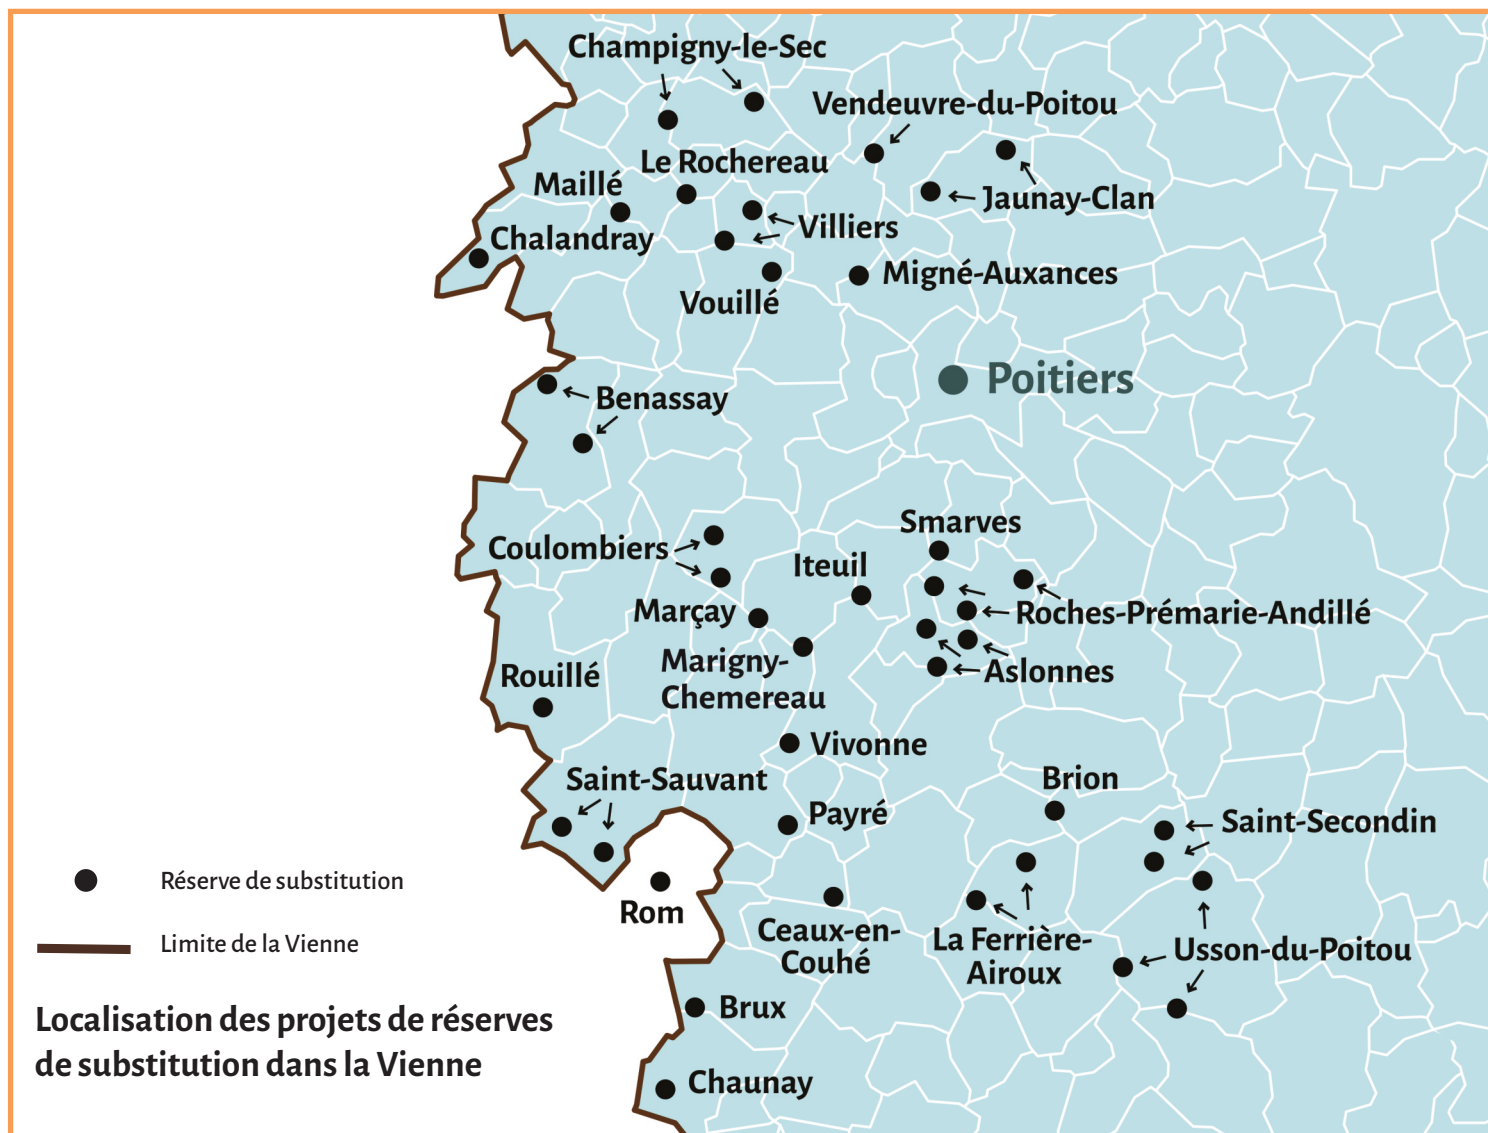 Champigny-le-Sec
Vendeuvre-du-Poitou
Le Rochereau
Maillé
Jaunay-Clan
Villiers
Chalandray
Migné-Auxances
Vouillé
Poitiers
Benassay
Smarves
Coulombiers
Iteuil
Marçay
Roches-Prémarie-Andillé
Marigny-
Chemereau
Aslonnes
Rouillé
Vivonne
Saint-Sauvant
Brion
Payré
Saint-Secondin
Réserve de substitution
Rom
Ceaux-en-
Couhé
La Ferrière-
Airoux
Usson-du-Poitou
Limite de la Vienne
Brux
Localisation des projets de réserves
de substitution dans la Vienne
Chaunay